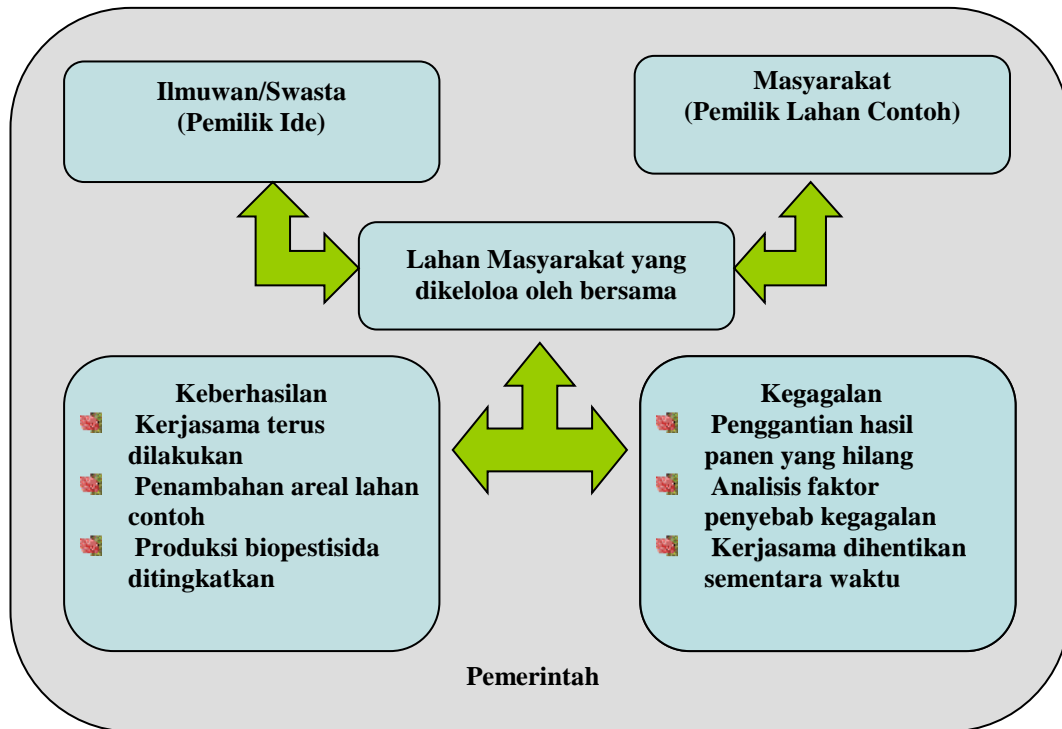 Ilmuwan/Swasta
(Pemilik Ide)
Masyarakat
(Pemilik Lahan Contoh)
Lahan Masyarakat yang
dikeloloa oleh bersama
Keberhasilan
Kerjasama terus
dilakukan
Penambahan areal lahan
contoh
Produksi biopestisida
ditingkatkan
Kegagalan
Penggantian hasil
panen yang hilang
Analisis faktor
penyebab kegagalan
Kerjasama dihentikan
sementara waktu
Pemerintah